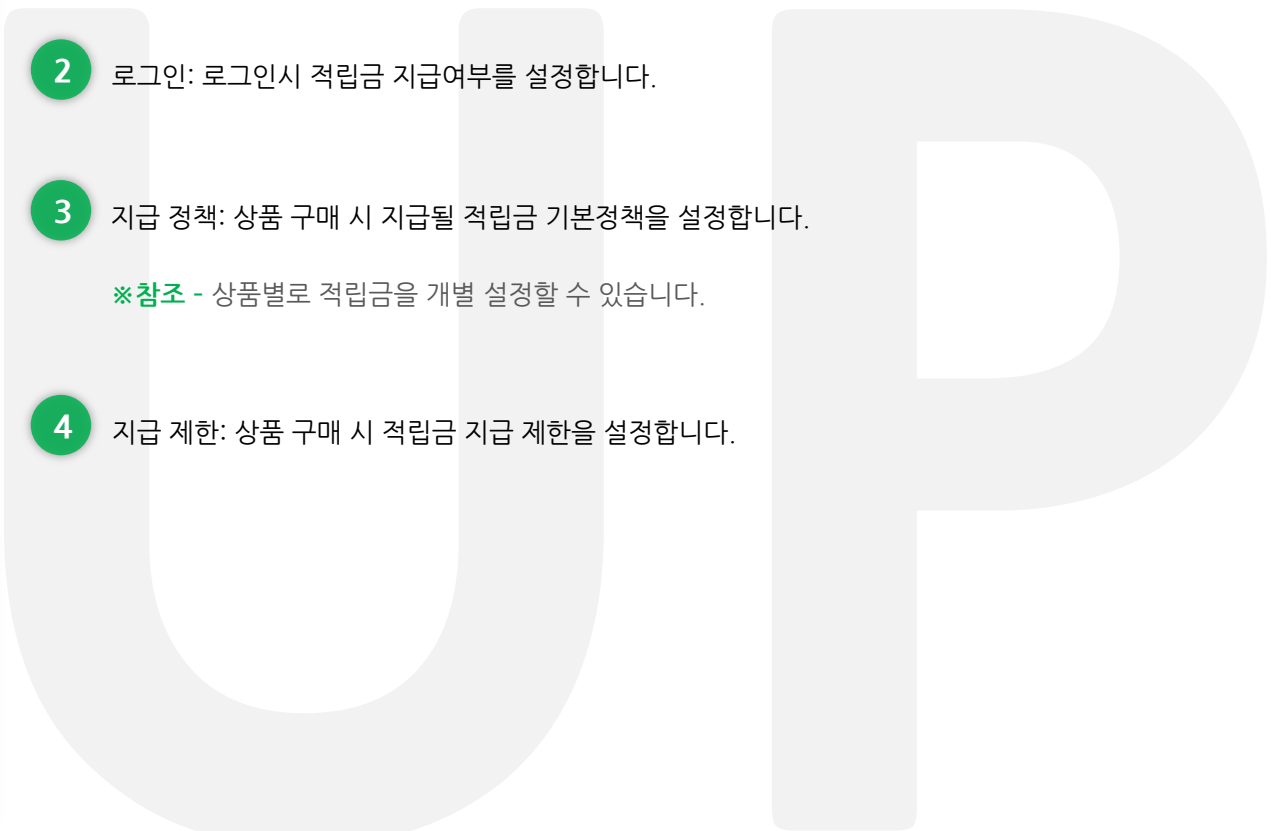 UP
2 로그인: 로그인시 적립금 지급여부를 설정합니다.
3 지급 정책: 상품 구매 시 지급될 적립금 기본정책을 설정합니다.
※참조 - 상품별로 적립금을 개별 설정할 수 있습니다.
4 지급 제한: 상품 구매 시 적립금 지급 제한을 설정합니다.